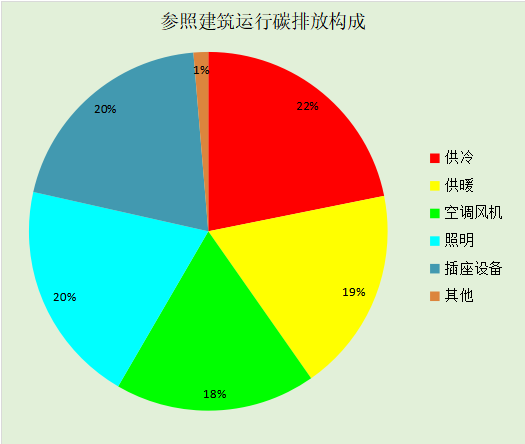 参照建筑运行碳排放构成
1%
22%
20%
19%
20%
18%
供冷
供暖
空调风机
照明
插座设备
其他